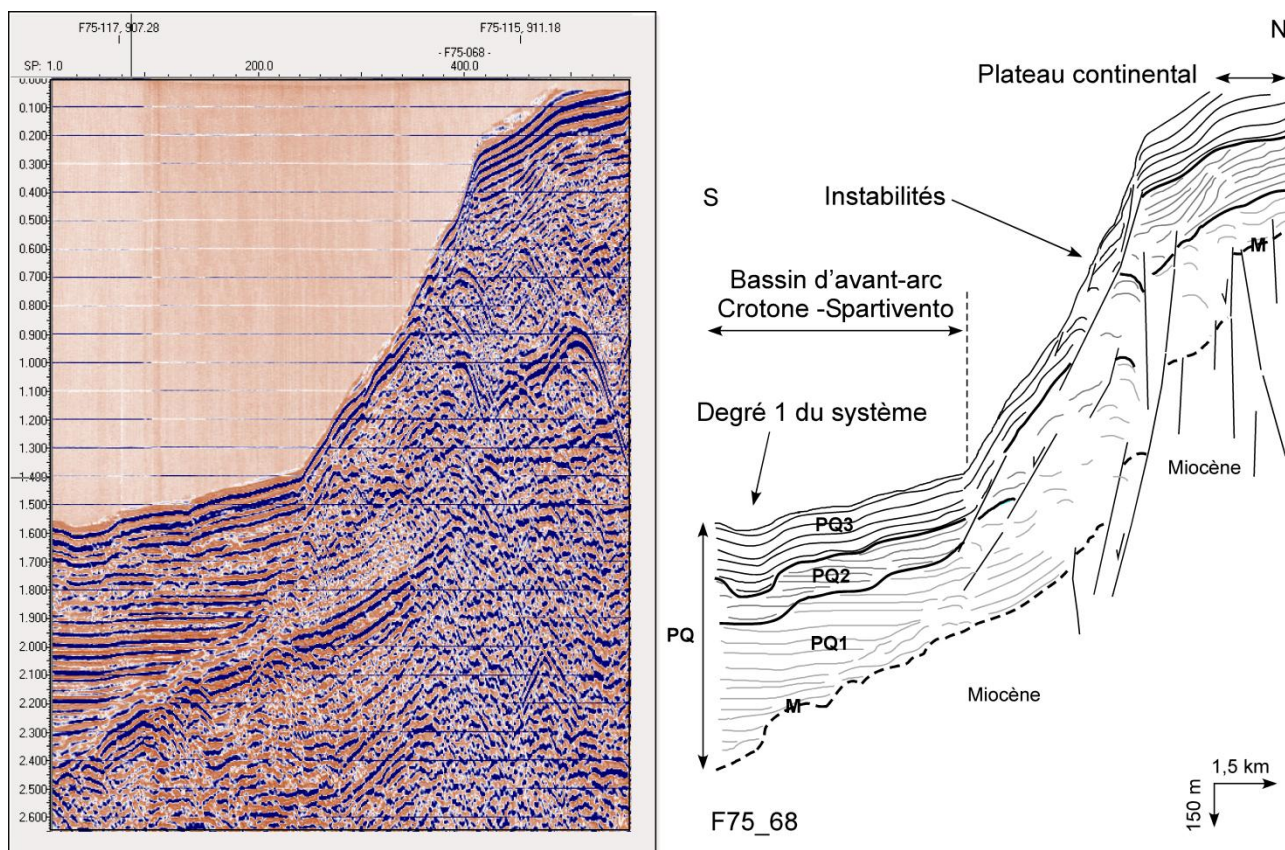 F75-117, 907.28
F75-115, 911.18
- F75-068 -
SP: 1.0
200.0
400.0
0.000
0.100
0.200
0.300
0.400
0.500
0.600
0.700
0.800
0.900
1.000
1.100
1.200
1.300
1.400
1.500
1.600
1.700
1.800
1.900
2.000
2.100
2.200
2.300
2.400
2.500
2.600
N
Plateau continental
S
Instabilités
M
Bassin d'avant-arc
Crotone -Spartivento
Degré 1 du système
Miocène
PQ3
PQ2
PQ
PQ1
Miocène
M
1,5 km
150 m
F75_68